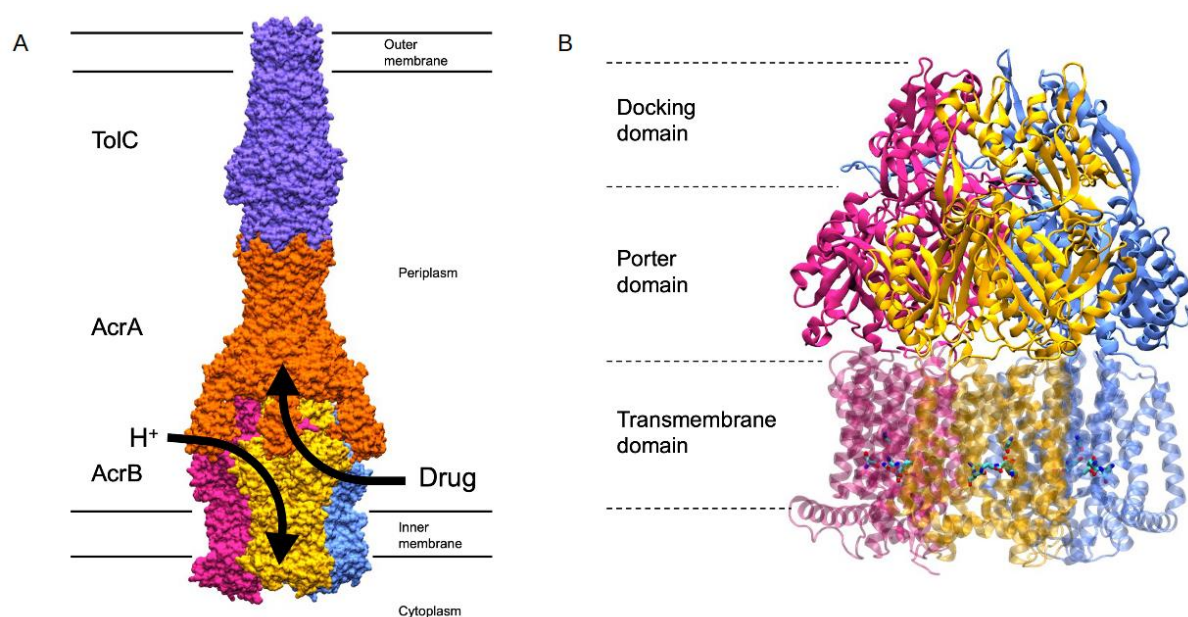 A
Outer
membrane
TolC
Periplasm
AcrA
H+
AcrB
Drug
Inner
membrane
Cytoplasm
B
Docking
domain
Porter
domain
Transmembrane
domain